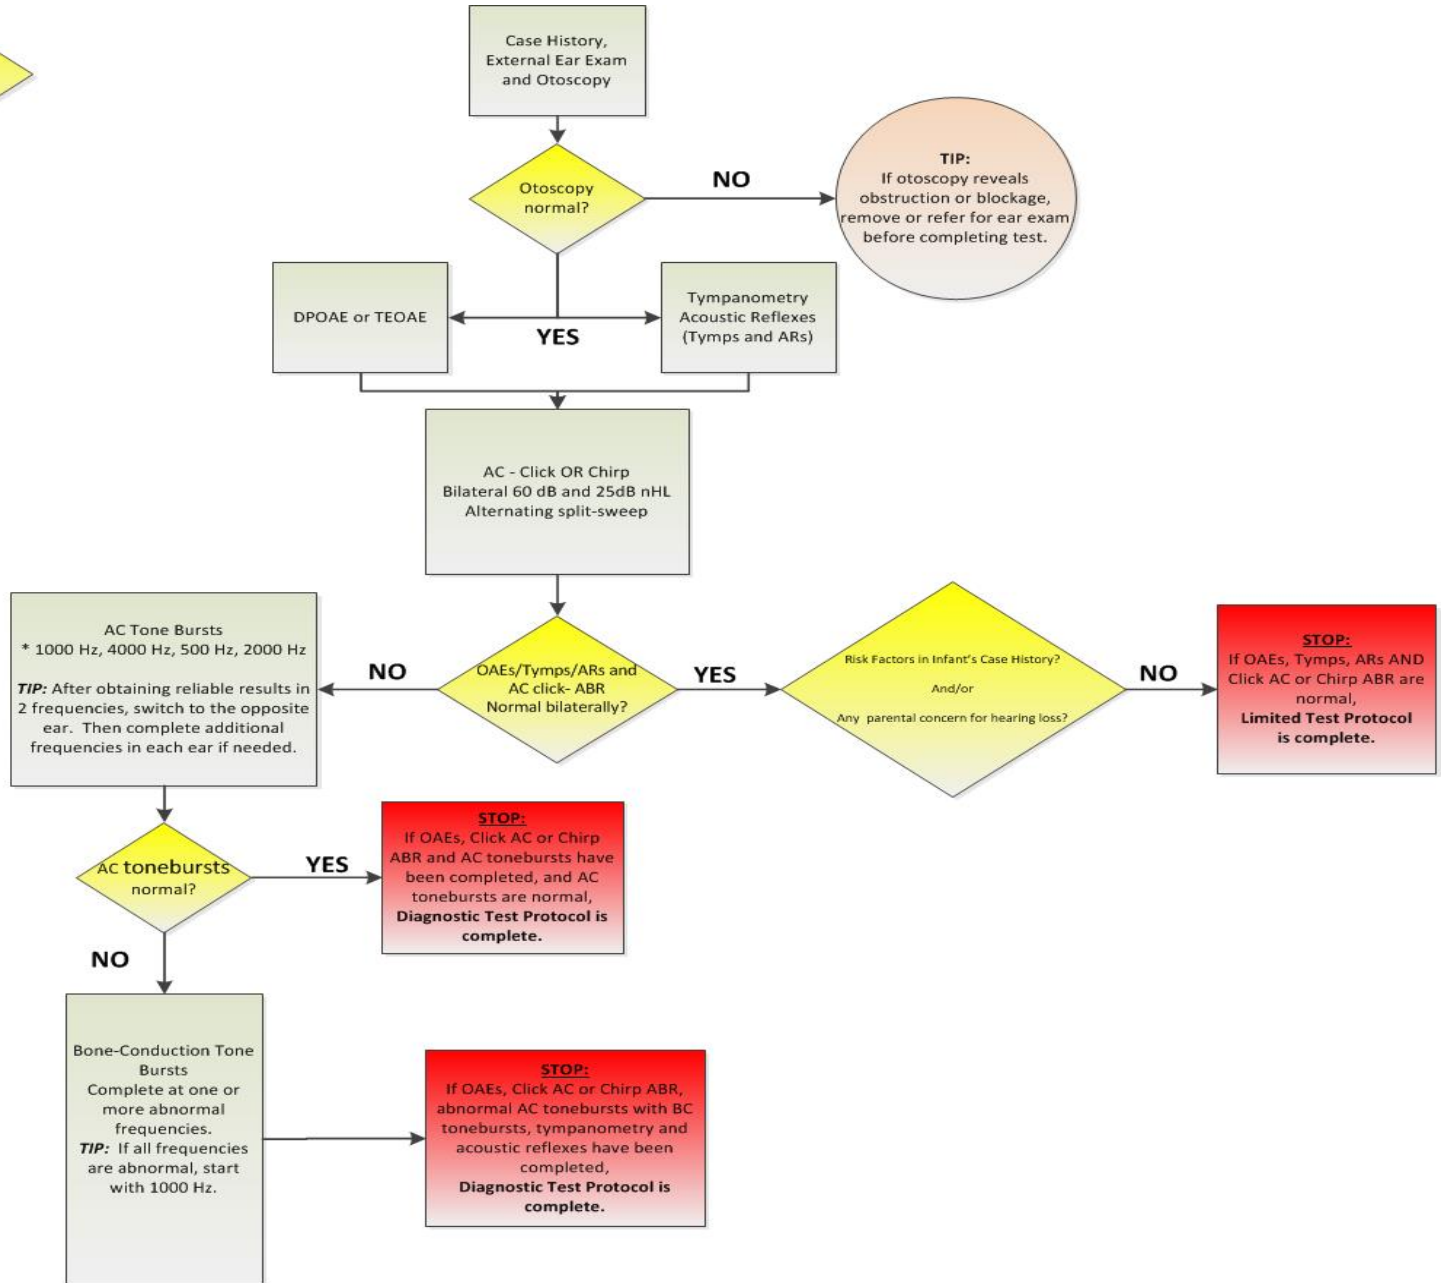 Case History,
External Ear Exam
and Otoscopy
Otoscopy
normal?
NO
TIP:
If otoscopy reveals
obstruction or blockage,
remove or refer for ear exam
before completing test.
DPOAE or TEOAE
YES
Tympanometry
Acoustic Reflexes
(Tymps and ARs)
AC - Click OR Chirp
Bilateral 60 dB and 25dB nHL
Alternating split-sweep
AC Tone Bursts
* 1000 Hz, 4000 Hz, 500 Hz, 2000 Hz
TIP: After obtaining reliable results in
2 frequencies, switch to the opposite
ear. Then complete additional
frequencies in each ear if needed.
NO
OAEs/Tymps/ARs and
AC click- ABR
Normal bilaterally?
YES
Risk Factors in Infant's Case History?
And/or
Any parental concern for hearing loss?
NO
STOP:
If OAEs, Tymps, ARs AND
Click AC or Chirp ABR are
normal,
Limited Test Protocol
is complete.
AC tonebursts
normal?
YES
STOP:
If OAEs, Click AC or Chirp
ABR and AC tonebursts have
been completed, and AC
tonebursts are normal,
Diagnostic Test Protocol is
complete.
NO
Bone-Conduction Tone
Bursts
Complete at one or
more abnormal
frequencies.
TIP: If all frequencies
are abnormal, start
with 1000 Hz.
STOP:
If OAEs, Click AC or Chirp ABR,
abnormal AC tonebursts with BC
tonebursts, tympanometry and
acoustic reflexes have been
completed,
Diagnostic Test Protocol is
complete.